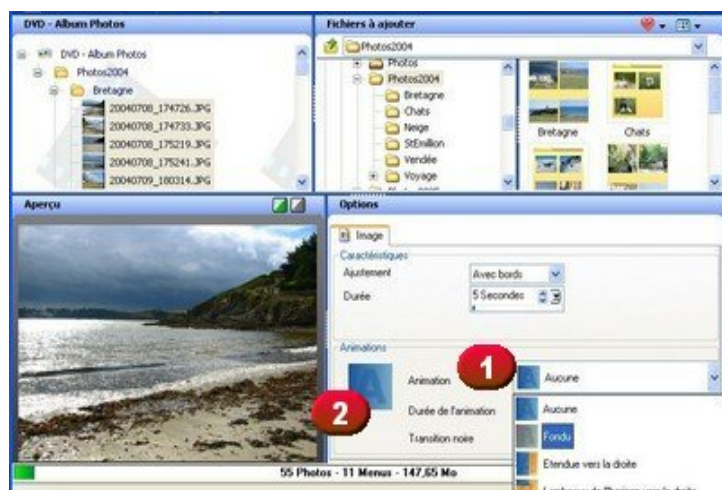 DVD - Album Photos
DVD - Album Photos
Photos2004
Bretagne
20040708_174726.JPG
20040708_174733.JPG
20040708_175219.JPG
20040708_175241.JPG
20040709_180314.JPG
Fichiers à ajouter
Photos2004
Photos
Photos2004
Bretagne
Chats
Neige
StEmilion
Vendée
Voyage
Bretagne
Chats
Aperçu
Options
Image
Caractéristiques
Ajustement
Avec bords
Durée
5 Secondes
Animations
1
Animation
Aucune
2
Durée de l'animation
Aucune
Transition noire
Fondu
Etendue vers la droite
55 Photos - 11 Menus - 147,65 Mo